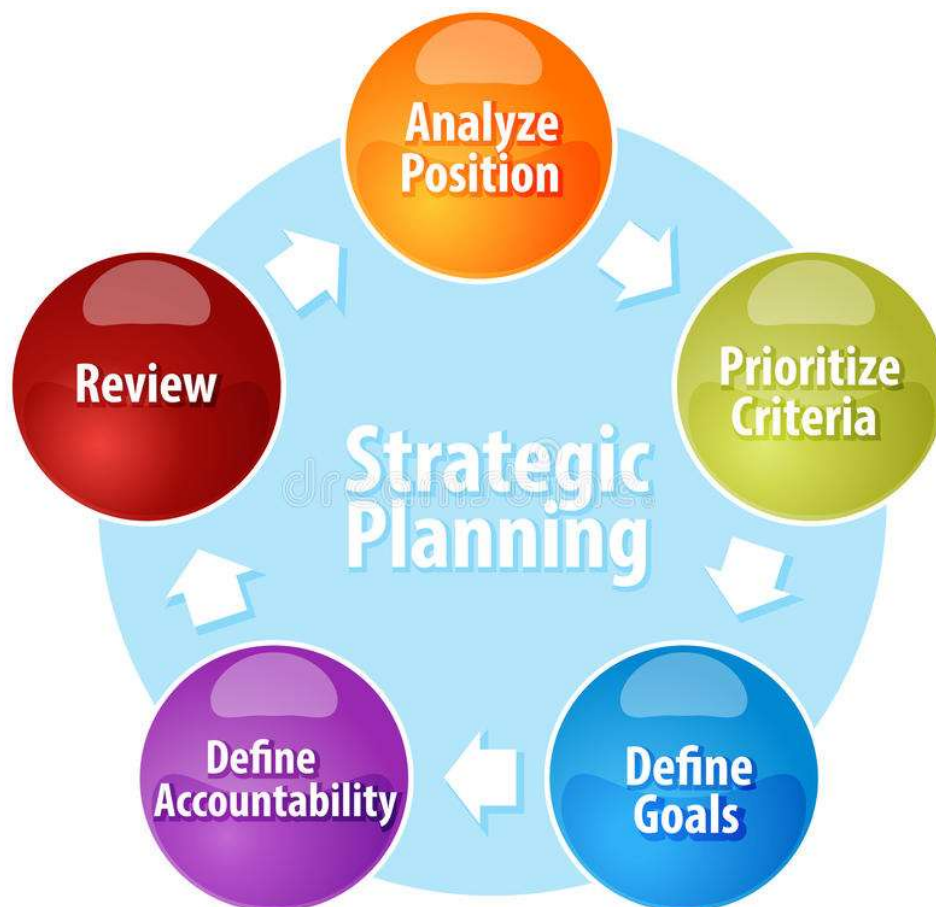 Analyze
Position
Prioritize
Criteria
Review
Strategic
Planning
Define
Goals
Define
Accountability